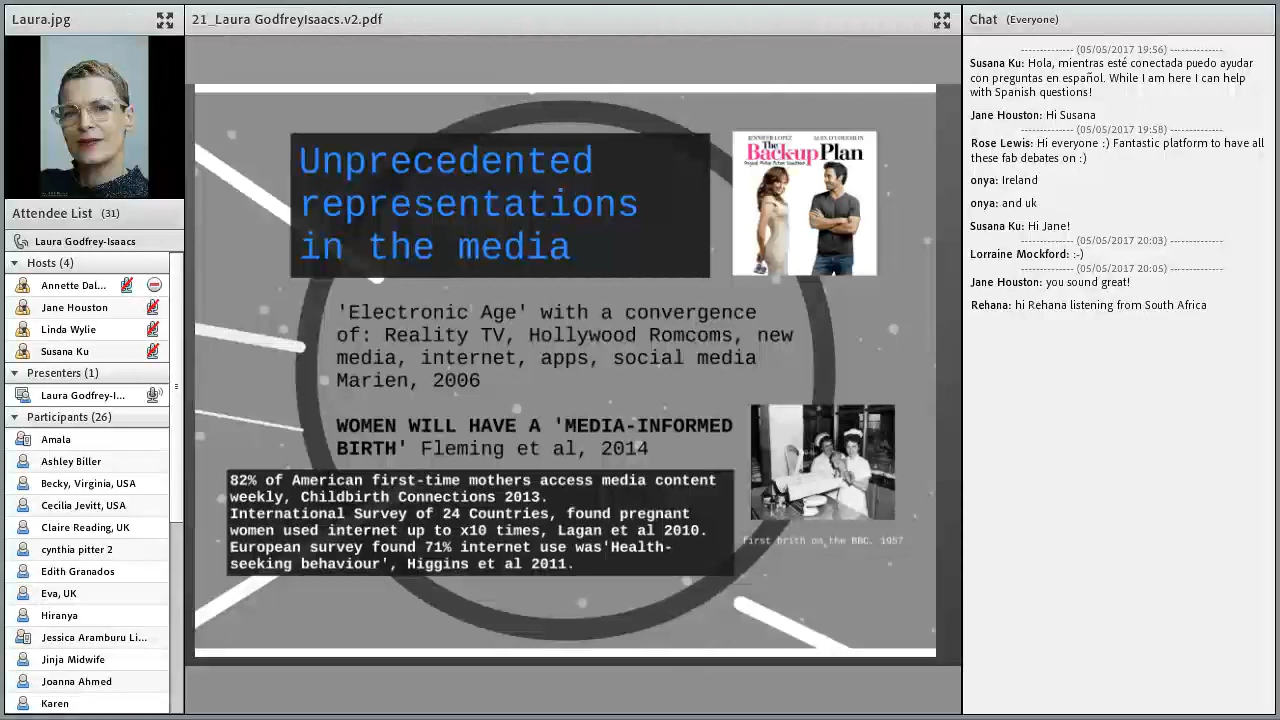 Laura.jpg
Attendee List (31)
Laura Godfrey-Isaacs
Hosts (4)
Annette Dal...
Jane Houston
Linda Wylie
Susana Ku
Presenters (1)
Laura Godfrey-I...
Participants (26)
Amala
Ashley Biller
Becky, Virginia, USA
Cecilia Jevitt, USA
Claire Reading, UK
cynthia pitter 2
Edith Granados
Eva, UK
Hiranya
Jessica Aramburu Li...
Jinja Midwife
Joanna Ahmed
Karen
21_Laura GodfreyIsaacs.v2.pdf
Unprecedented
representations
in the media
JENNIFER LOPEZ ALEX O'LOUGHLIN
The
Backup Plan
Original Motion Picture Soundtrack
'Electronic Age' with a convergence
of: Reality TV, Hollywood Romcoms, new
media, internet, apps, social media
Marien, 2006
WOMEN WILL HAVE A 'MEDIA-INFORMED
BIRTH' Fleming et al, 2014
82% of American first-time mothers access media content
weekly, Childbirth Connections 2013.
International Survey of 24 Countries, found pregnant
women used internet up to x10 times, Lagan et al 2010.
European survey found 71% internet use was'Health-
seeking behaviour', Higgins et al 2011.
first brith on the BBC. 1957
Chat (Everyone)
-------------- (05/05/2017 19:56) --------------
Susana Ku: Hola, mientras esté conectada puedo ayudar
con preguntas en español. While I am here I can help
with Spanish questions!
Jane Houston: Hi Susana
-------------- (05/05/2017 19:58) --------------
Rose Lewis: Hi everyone :) Fantastic platform to have all
these fab debates on :)
onya: Ireland
onya: and uk
Susana Ku: Hi Jane!
-------------- (05/05/2017 20:03) --------------
Lorraine Mockford: :-)
-------------- (05/05/2017 20:05) --------------
Jane Houston: you sound great!
Rehana: hi Rehana listening from South Africa